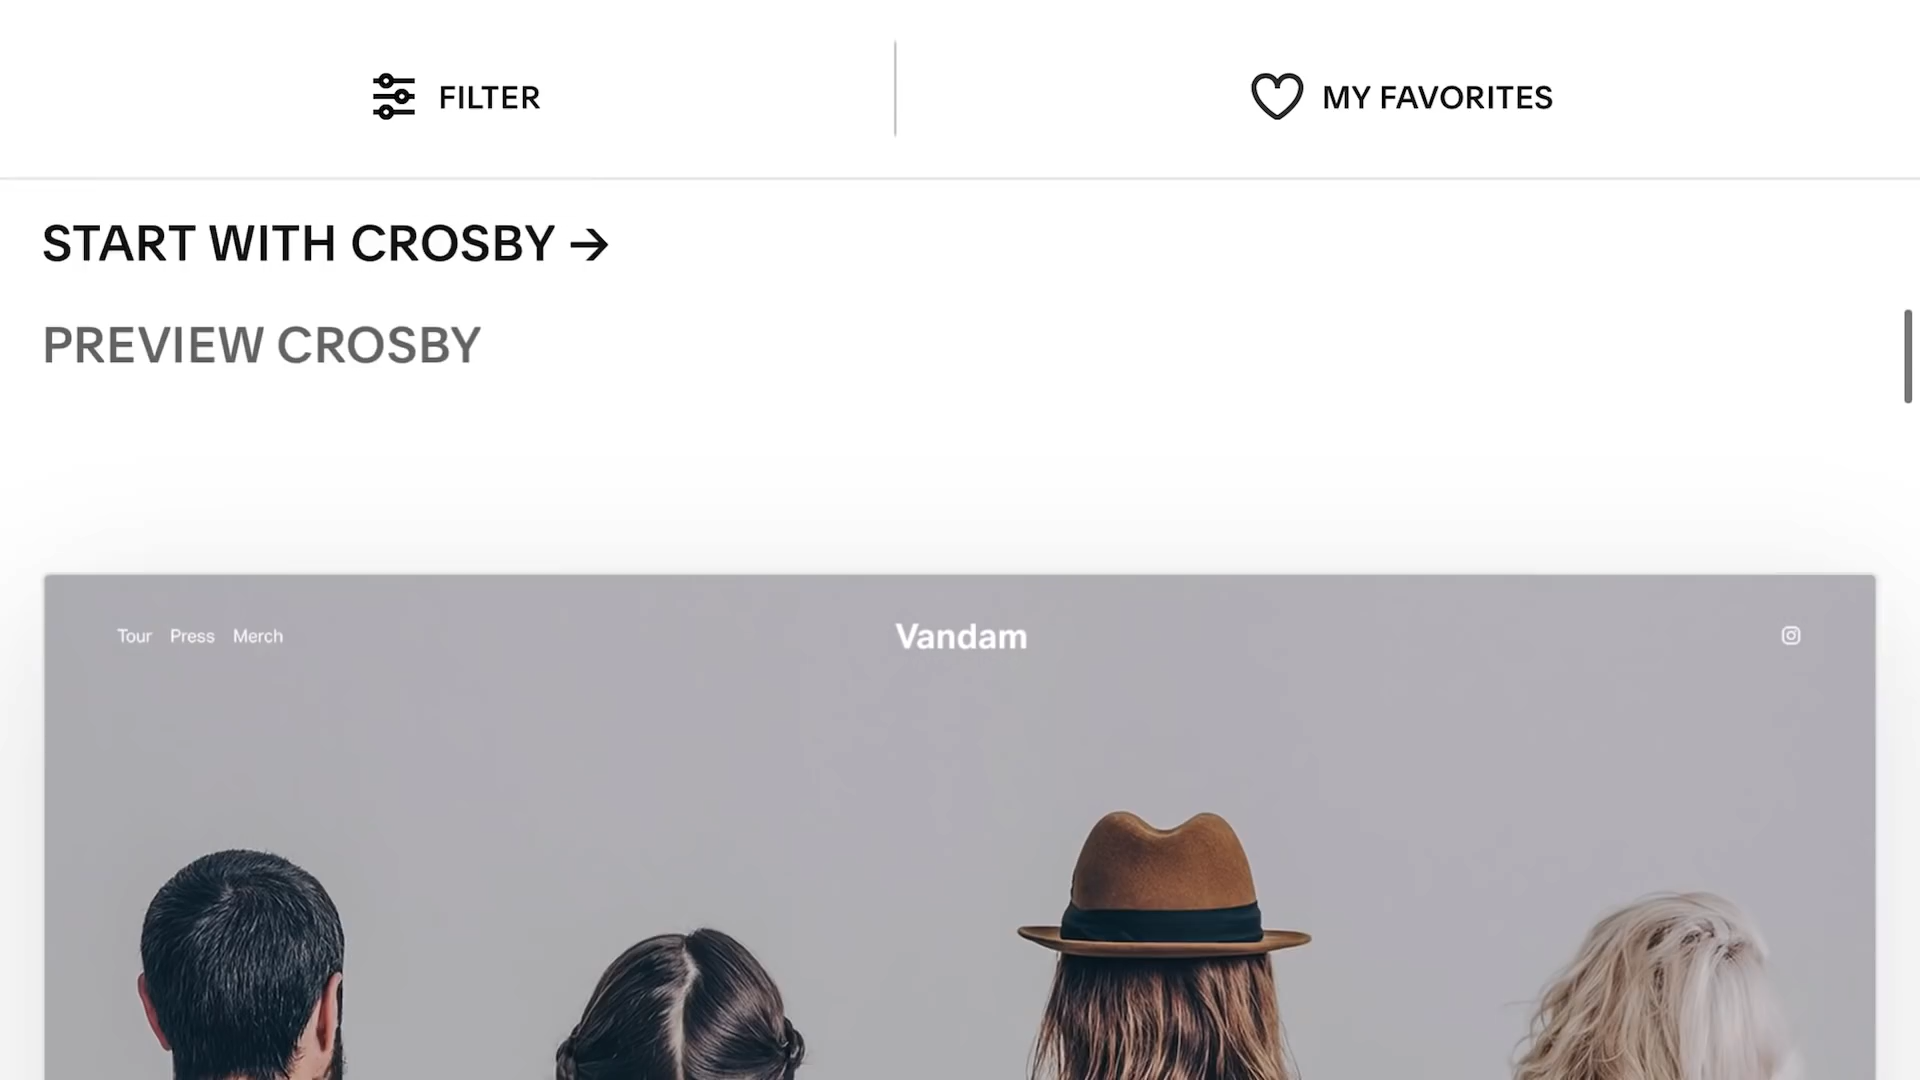 FILTER
MY FAVORITES
START WITH CROSBY →
PREVIEW CROSBY
Tour Press Merch
Vandam